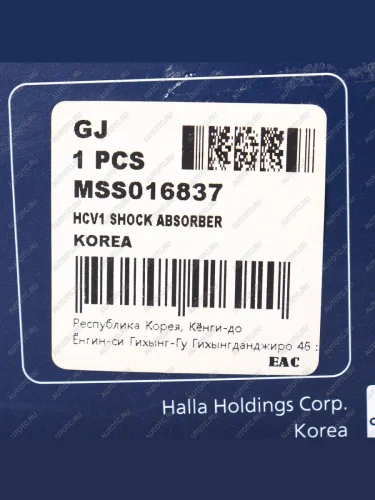 GJ
1 PCS
MSS016837
HCV1 SHOCK ABSORBER
KOREA
Республика Корея, Кёнги-до
Ёнгин-си Гихынг-Гу Гихынгданджиро 46 :
EAC
Halla Holdings Corp.
Korea